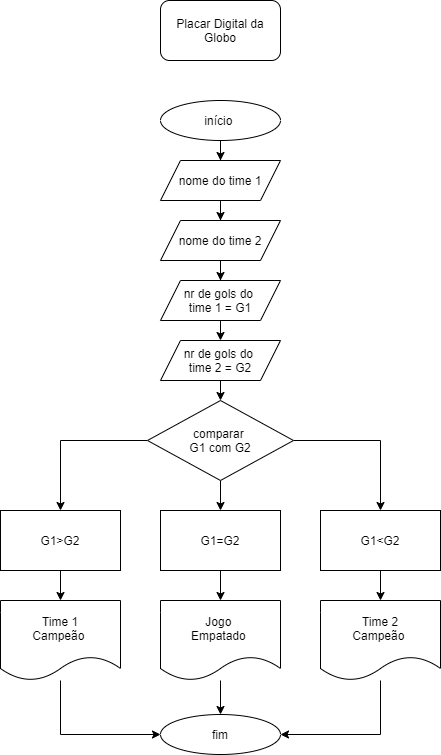 Placar Digital da
Globo
início
nome do time 1
nome do time 2
nr de gols do
time 1 = G1
nr de gols do
time 2 = G2
comparar
G1 com G2
G1>G2
G1=G2
G1<G2
Time 1
Campeão
Jogo
Empatado
Time 2
Campeão
fim